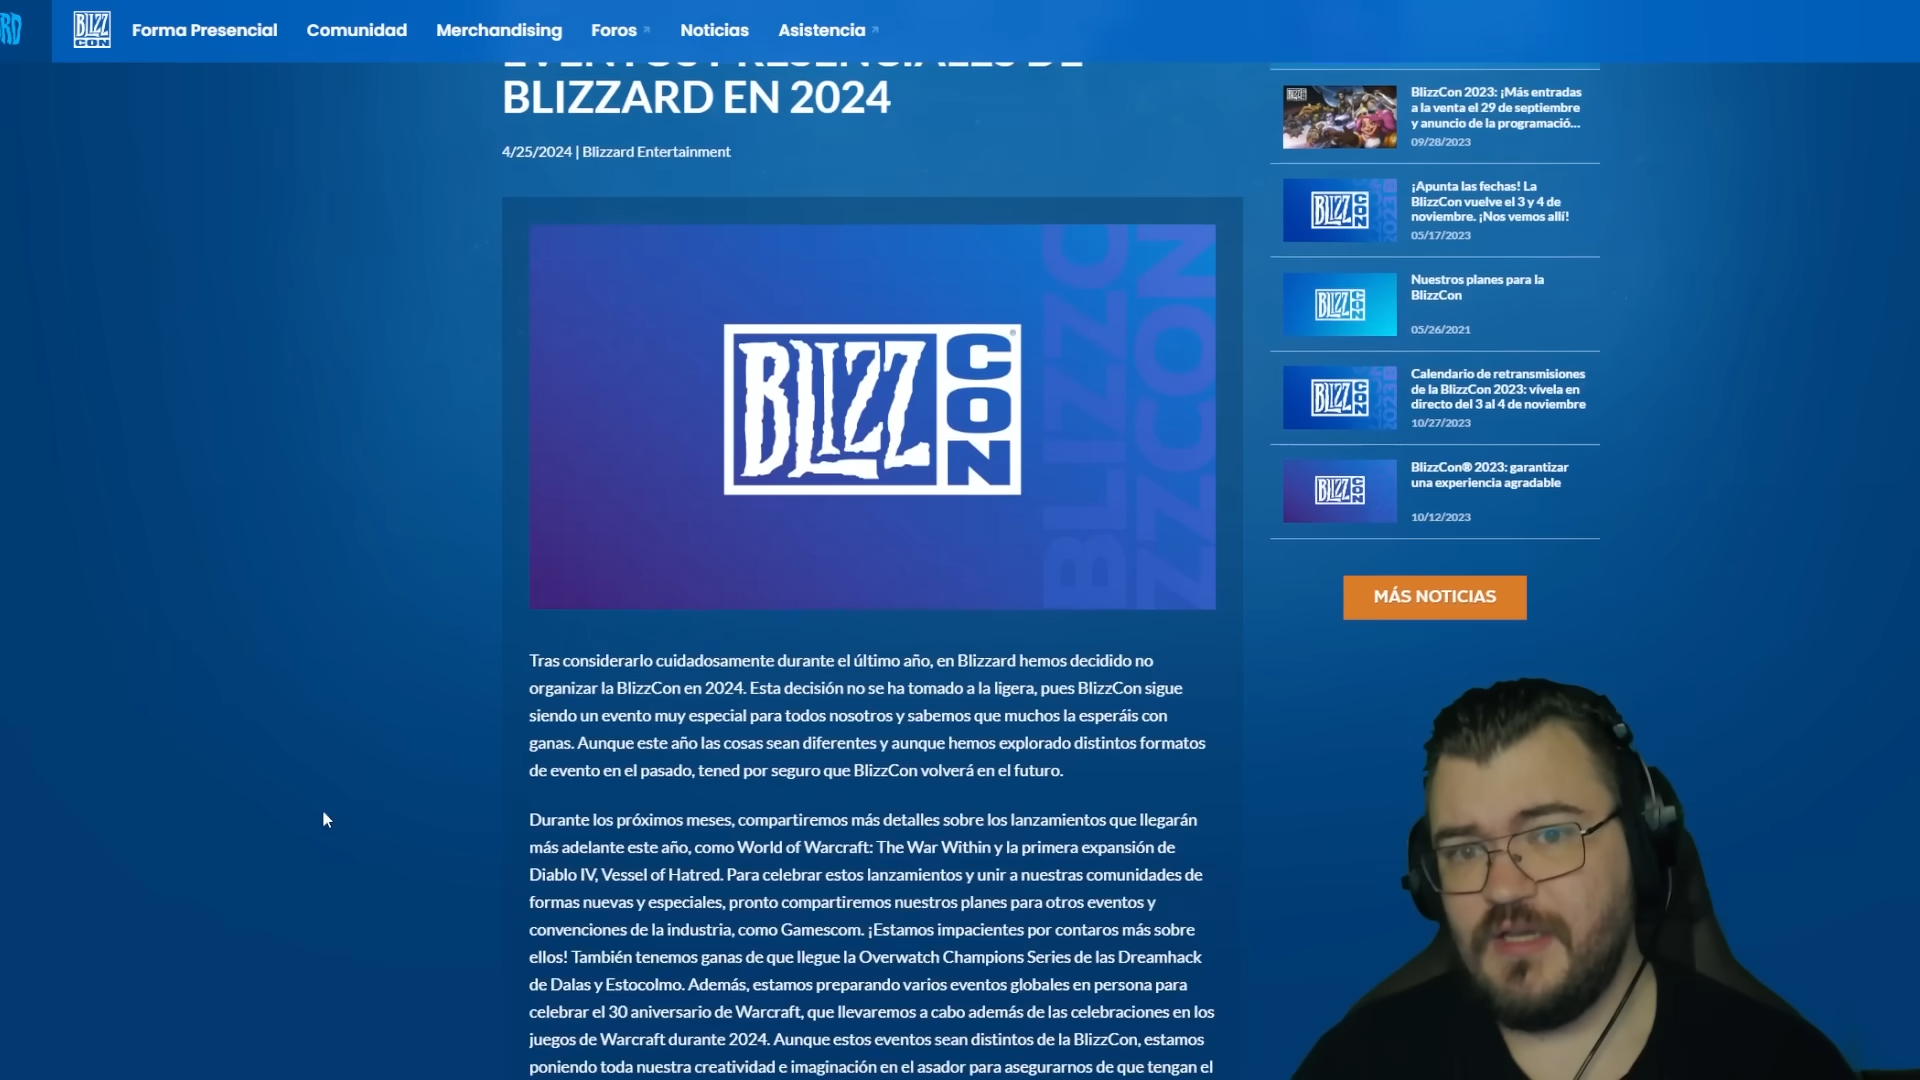 BLIZZ CON
Forma Presencial
Comunidad
Merchandising
Foros
Noticias
Asistencia
EVENTOS PRESENCIALES DE
BLIZZARD EN 2024
4/25/2024 | Blizzard Entertainment
BLIZZ CON
BLIZZCON
Tras considerarlo cuidadosamente durante el último año, en Blizzard hemos decidido no
organizar la BlizzCon en 2024. Esta decisión no se ha tomado a la ligera, pues BlizzCon sigue
siendo un evento muy especial para todos nosotros y sabemos que muchos la esperáis con
ganas. Aunque este año las cosas sean diferentes y aunque hemos explorado distintos formatos
de evento en el pasado, tened por seguro que BlizzCon volverá en el futuro.
Durante los próximos meses, compartiremos más detalles sobre los lanzamientos que llegarán
más adelante este año, como World of Warcraft: The War Within y la primera expansión de
Diablo IV, Vessel of Hatred. Para celebrar estos lanzamientos y unir a nuestras comunidades de
formas nuevas y especiales, pronto compartiremos nuestros planes para otros eventos y
convenciones de la industria, como Gamescom. ¡Estamos impacientes por contaros más sobre
ellos! También tenemos ganas de que llegue la Overwatch Champions Series de las Dreamhack
de Dalas y Estocolmo. Además, estamos preparando varios eventos globales en persona para
celebrar el 30 aniversario de Warcraft, que llevaremos a cabo además de las celebraciones en los
juegos de Warcraft durante 2024. Aunque estos eventos sean distintos de la BlizzCon, estamos
poniendo toda nuestra creatividad e imaginación en el asador para asegurarnos de que tengan el
BlizzCon 2023: ¡Más entradas
a la venta el 29 de septiembre
y anuncio de la programació...
09/28/2023
BLIZZ CON
¡Apunta las fechas! La
BlizzCon vuelve el 3 y 4 de
noviembre. ¡Nos vemos allí!
05/17/2023
BLIZZ CON
Nuestros planes para la
BlizzCon
05/26/2021
BLIZZ CON
Calendario de retransmisiones
de la BlizzCon 2023: vívela en
directo del 3 al 4 de noviembre
10/27/2023
BLIZZ CON
BlizzCon® 2023: garantizar
una experiencia agradable
10/12/2023
MÁS NOTICIAS